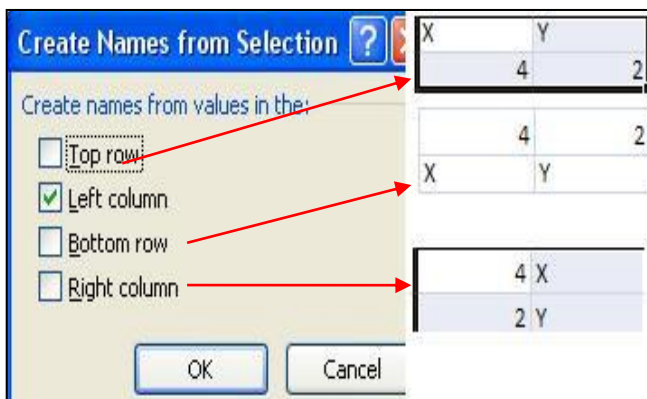 Create Names from Selection ?
Create names from values in the:
Top row
Left column
Bottom row
Right column
OK Cancel
X Y
4 2
4 2
X Y
4 X
2 Y